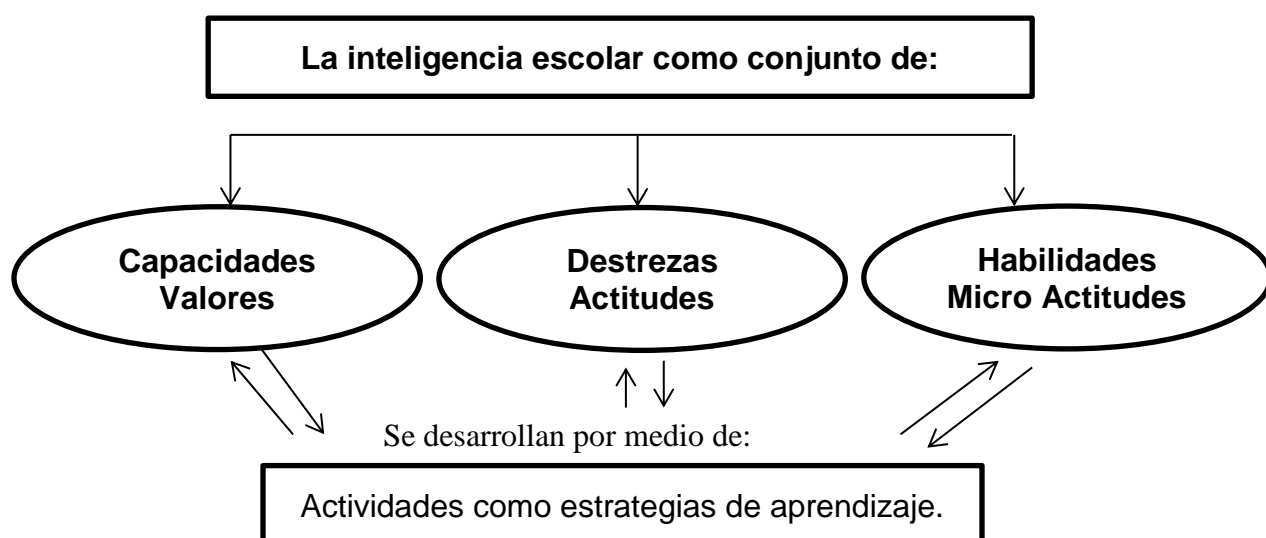 La inteligencia escolar como conjunto de:
Capacidades
Valores
Destrezas
Actitudes
Habilidades
Micro Actitudes
Se desarrollan por medio de:
Actividades como estrategias de aprendizaje.